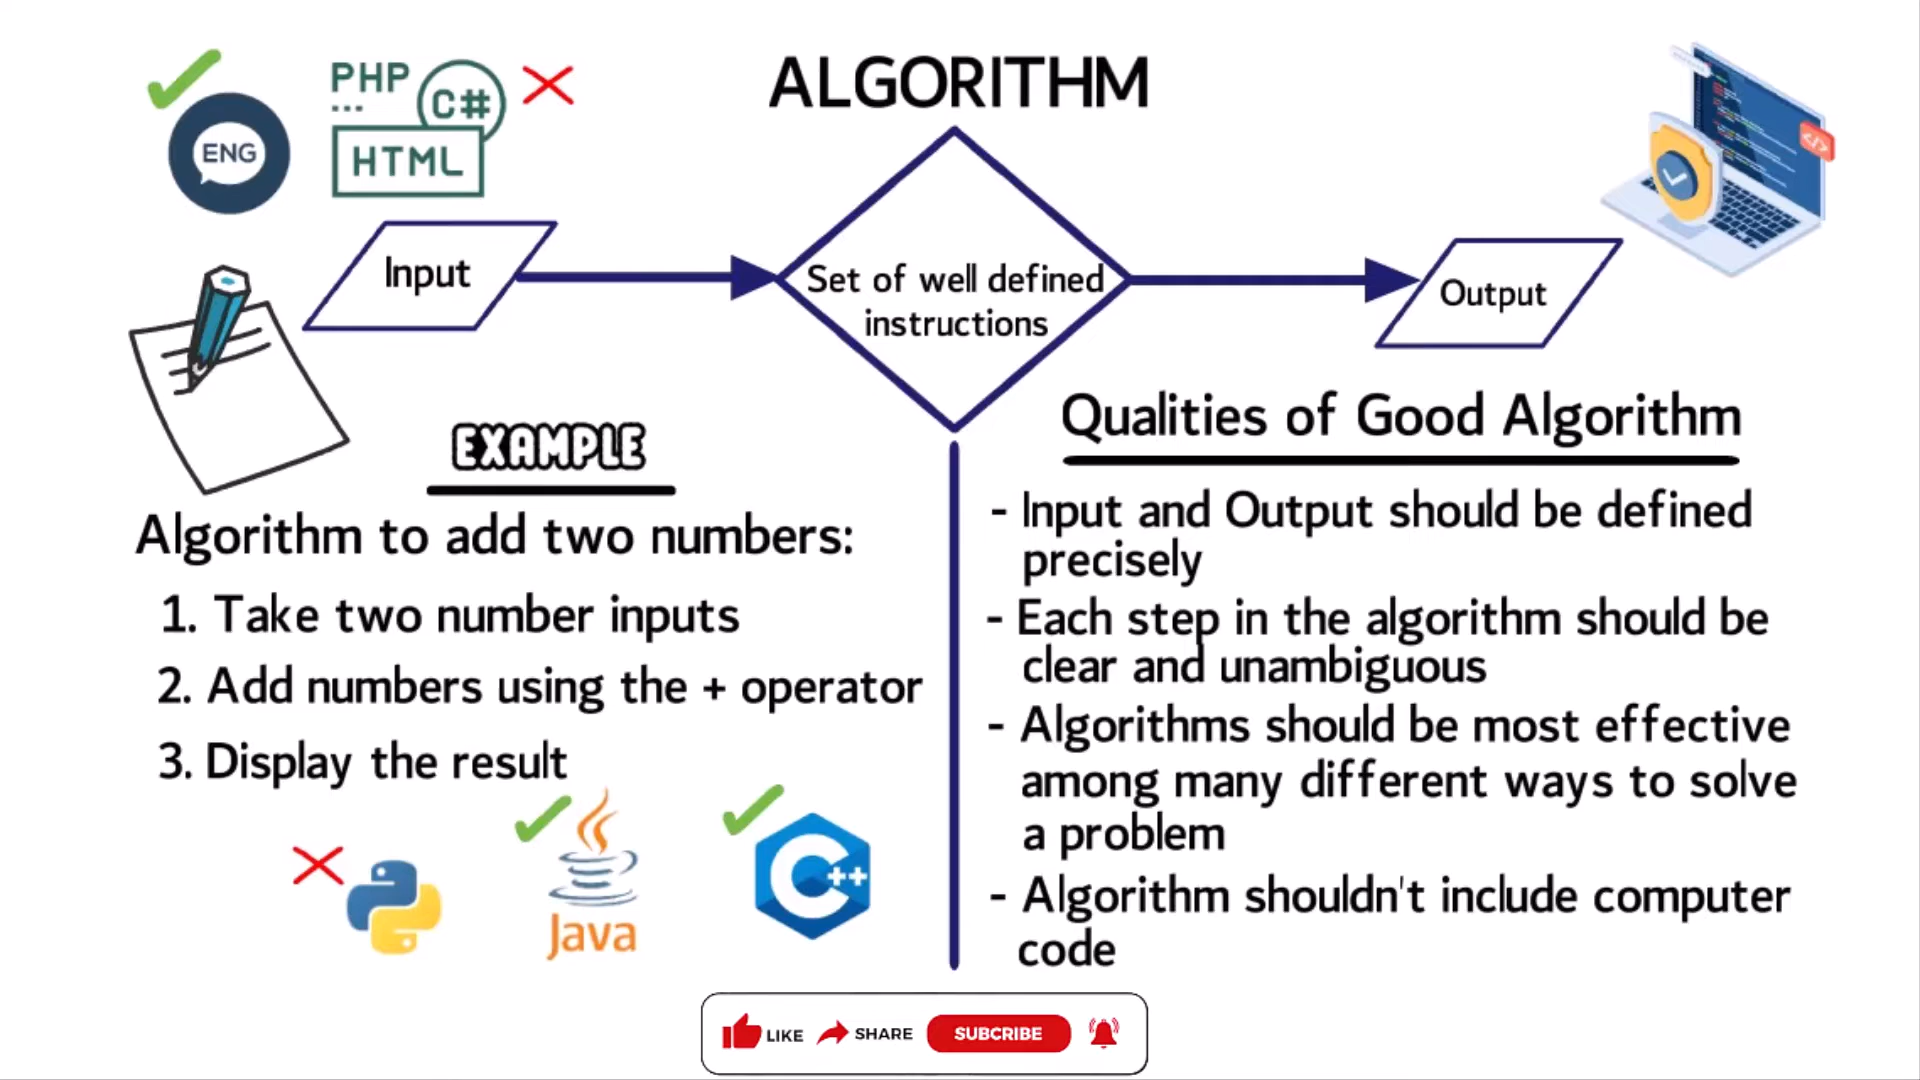 ALGORITHM
ENG
PHP
C#
HTML
Input
Set of well defined
instructions
Output
EXAMPLE
Algorithm to add two numbers:
1. Take two number inputs
2. Add numbers using the + operator
3. Display the result
Java
C++
Qualities of Good Algorithm
- Input and Output should be defined
precisely
- Each step in the algorithm should be
clear and unambiguous
- Algorithms should be most effective
among many different ways to solve
a problem
- Algorithm shouldn't include computer
code
LIKE SHARE SUBCRIBE